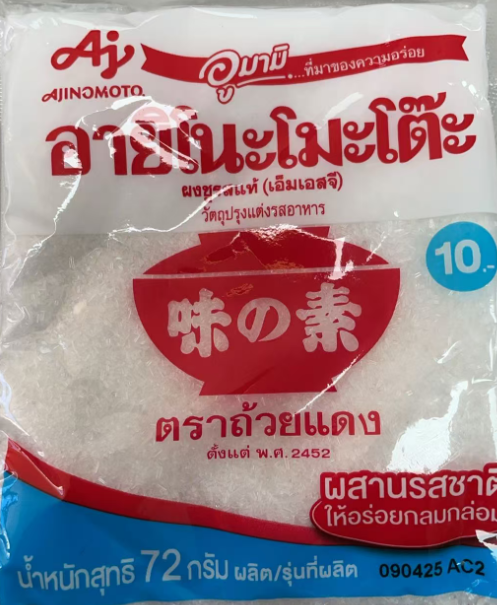 Aj
AJINOMOTO
อูมามิ
...ที่มาของความอร่อย
อายิโนะโมะโต๊ะ
ผงชูรสแท้ (เอ็มเอสจี)
วัตถุปรุงแต่งรสอาหาร
10.-
味の素
ตราถ้วยแดง
ตั้งแต่ พ.ศ. 2452
ผสานรสชาติ
ให้อร่อยกลมกล่อม
น้ำหนักสุทธิ 72 กรัม ผลิต/รุ่นที่ผลิต 090425 AC2